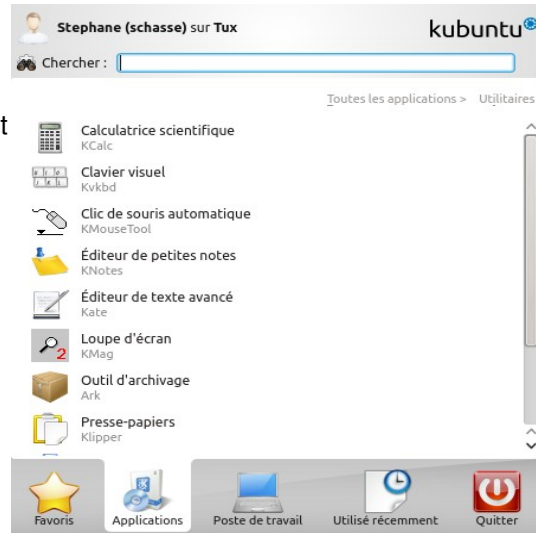 Stephane (schasse) sur Tux
kubuntu
Chercher :
Toutes les applications > Utilitaires
t
Calculatrice scientifique
KCalc
Clavier visuel
Kvkbd
Clic de souris automatique
KMouseTool
Éditeur de petites notes
KNotes
Éditeur de texte avancé
Kate
2
Loupe d'écran
KMag
Outil d'archivage
Ark
Presse-papiers
Klipper
Favoris
Applications
Poste de travail
Utilisé récemment
Quitter